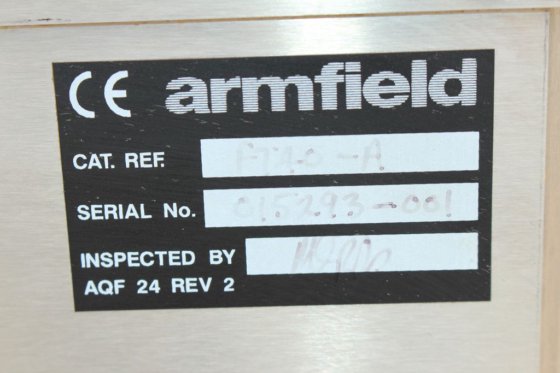 CE armfield
CAT. REF. FT40-A
SERIAL No. 015293-001
INSPECTED BY
AQF 24 REV 2